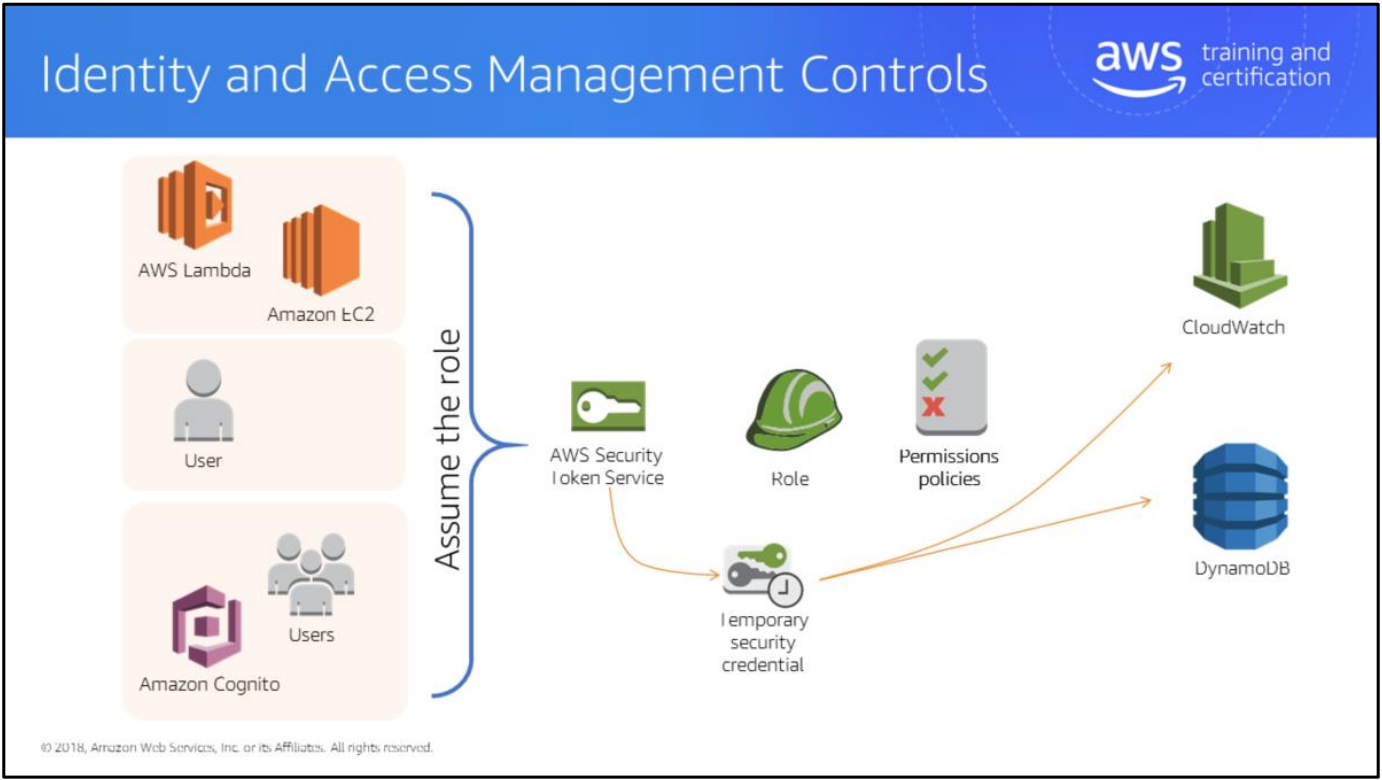 Identity and Access Management Controls
aws training and
certification
AWS Lambda
Amazon EC2
User
Users
Amazon Cognito
Assume the role
AWS Security
Token Service
Role
Permissions
policies
Temporary
security
credential
CloudWatch
DynamoDB
© 2018, Amazon Web Services, Inc. or its Affiliates. All rights reserved.